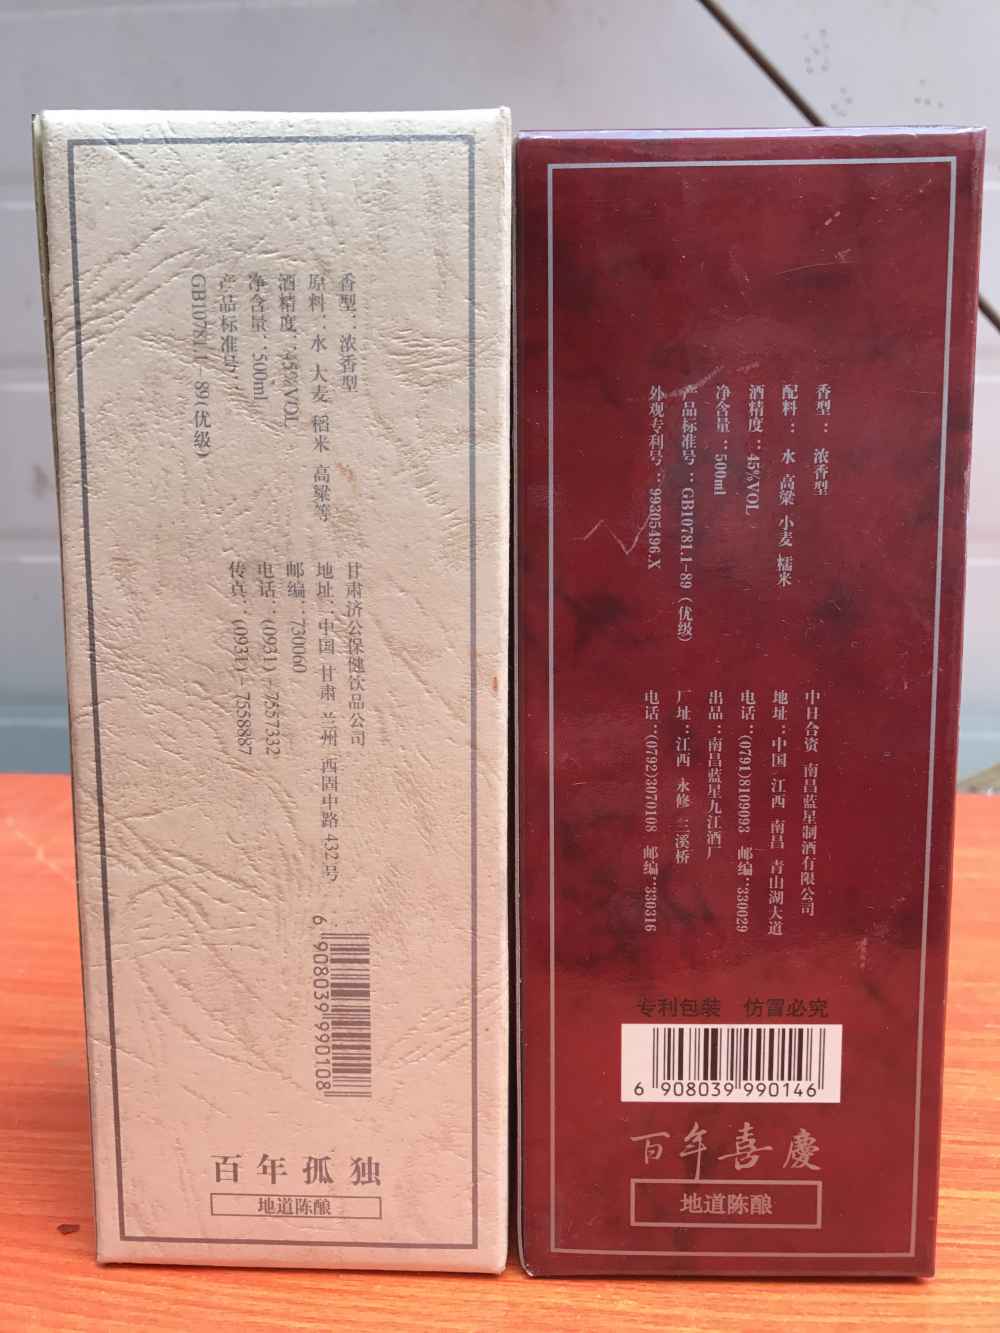 香型：浓香型
原料：水 大麦 稻米 高粱等
酒精度：45%VOL
净含量：500ml
产品标准号：
GB10781.1-89(优级)
甘肃济公保健饮品公司
地址：中国 甘肃 兰州 西固中路432号
邮编：730060
电话：(0931)-7557332
传真：(0931)-7558887
6 908039 990108
百年孤独
地道陈酿
香型：浓香型
配料：水 高粱 小麦 糯米
酒精度：45%VOL
净含量：500ml
产品标准号：GB10781.1-89（优级）
外观专利号：99305496.X
中日合资 南昌蓝星制酒有限公司
地址：中国 江西 南昌 青山湖大道
电话：(0791)8109093 邮编：330029
出品：南昌蓝星九江酒厂
厂址：江西 永修 三溪桥
电话：(0792)3070108 邮编：330316
专利包装 仿冒必究
6 908039 990146
百年喜慶
地道陈酿